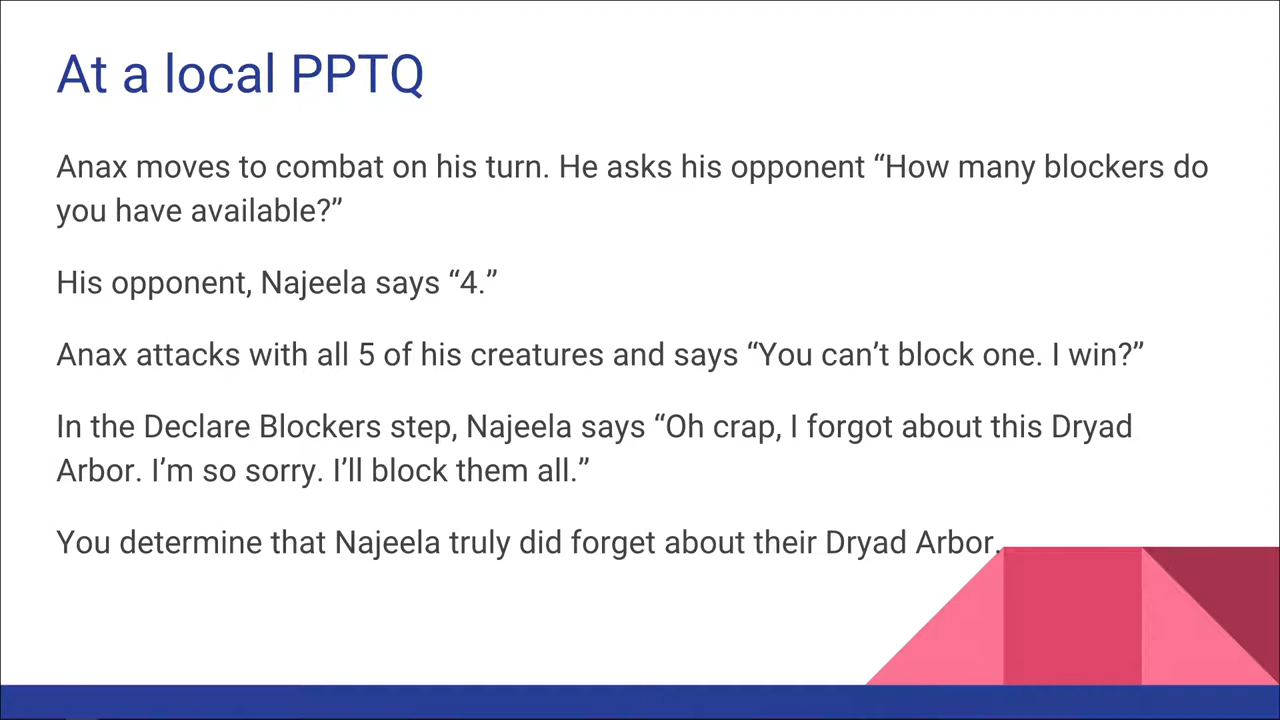 At a local PPTQ
Anax moves to combat on his turn. He asks his opponent “How many blockers do
you have available?”
His opponent, Najeela says “4.”
Anax attacks with all 5 of his creatures and says “You can’t block one. I win?”
In the Declare Blockers step, Najeela says “Oh crap, I forgot about this Dryad
Arbor. I’m so sorry. I’ll block them all.”
You determine that Najeela truly did forget about their Dryad Arbor.